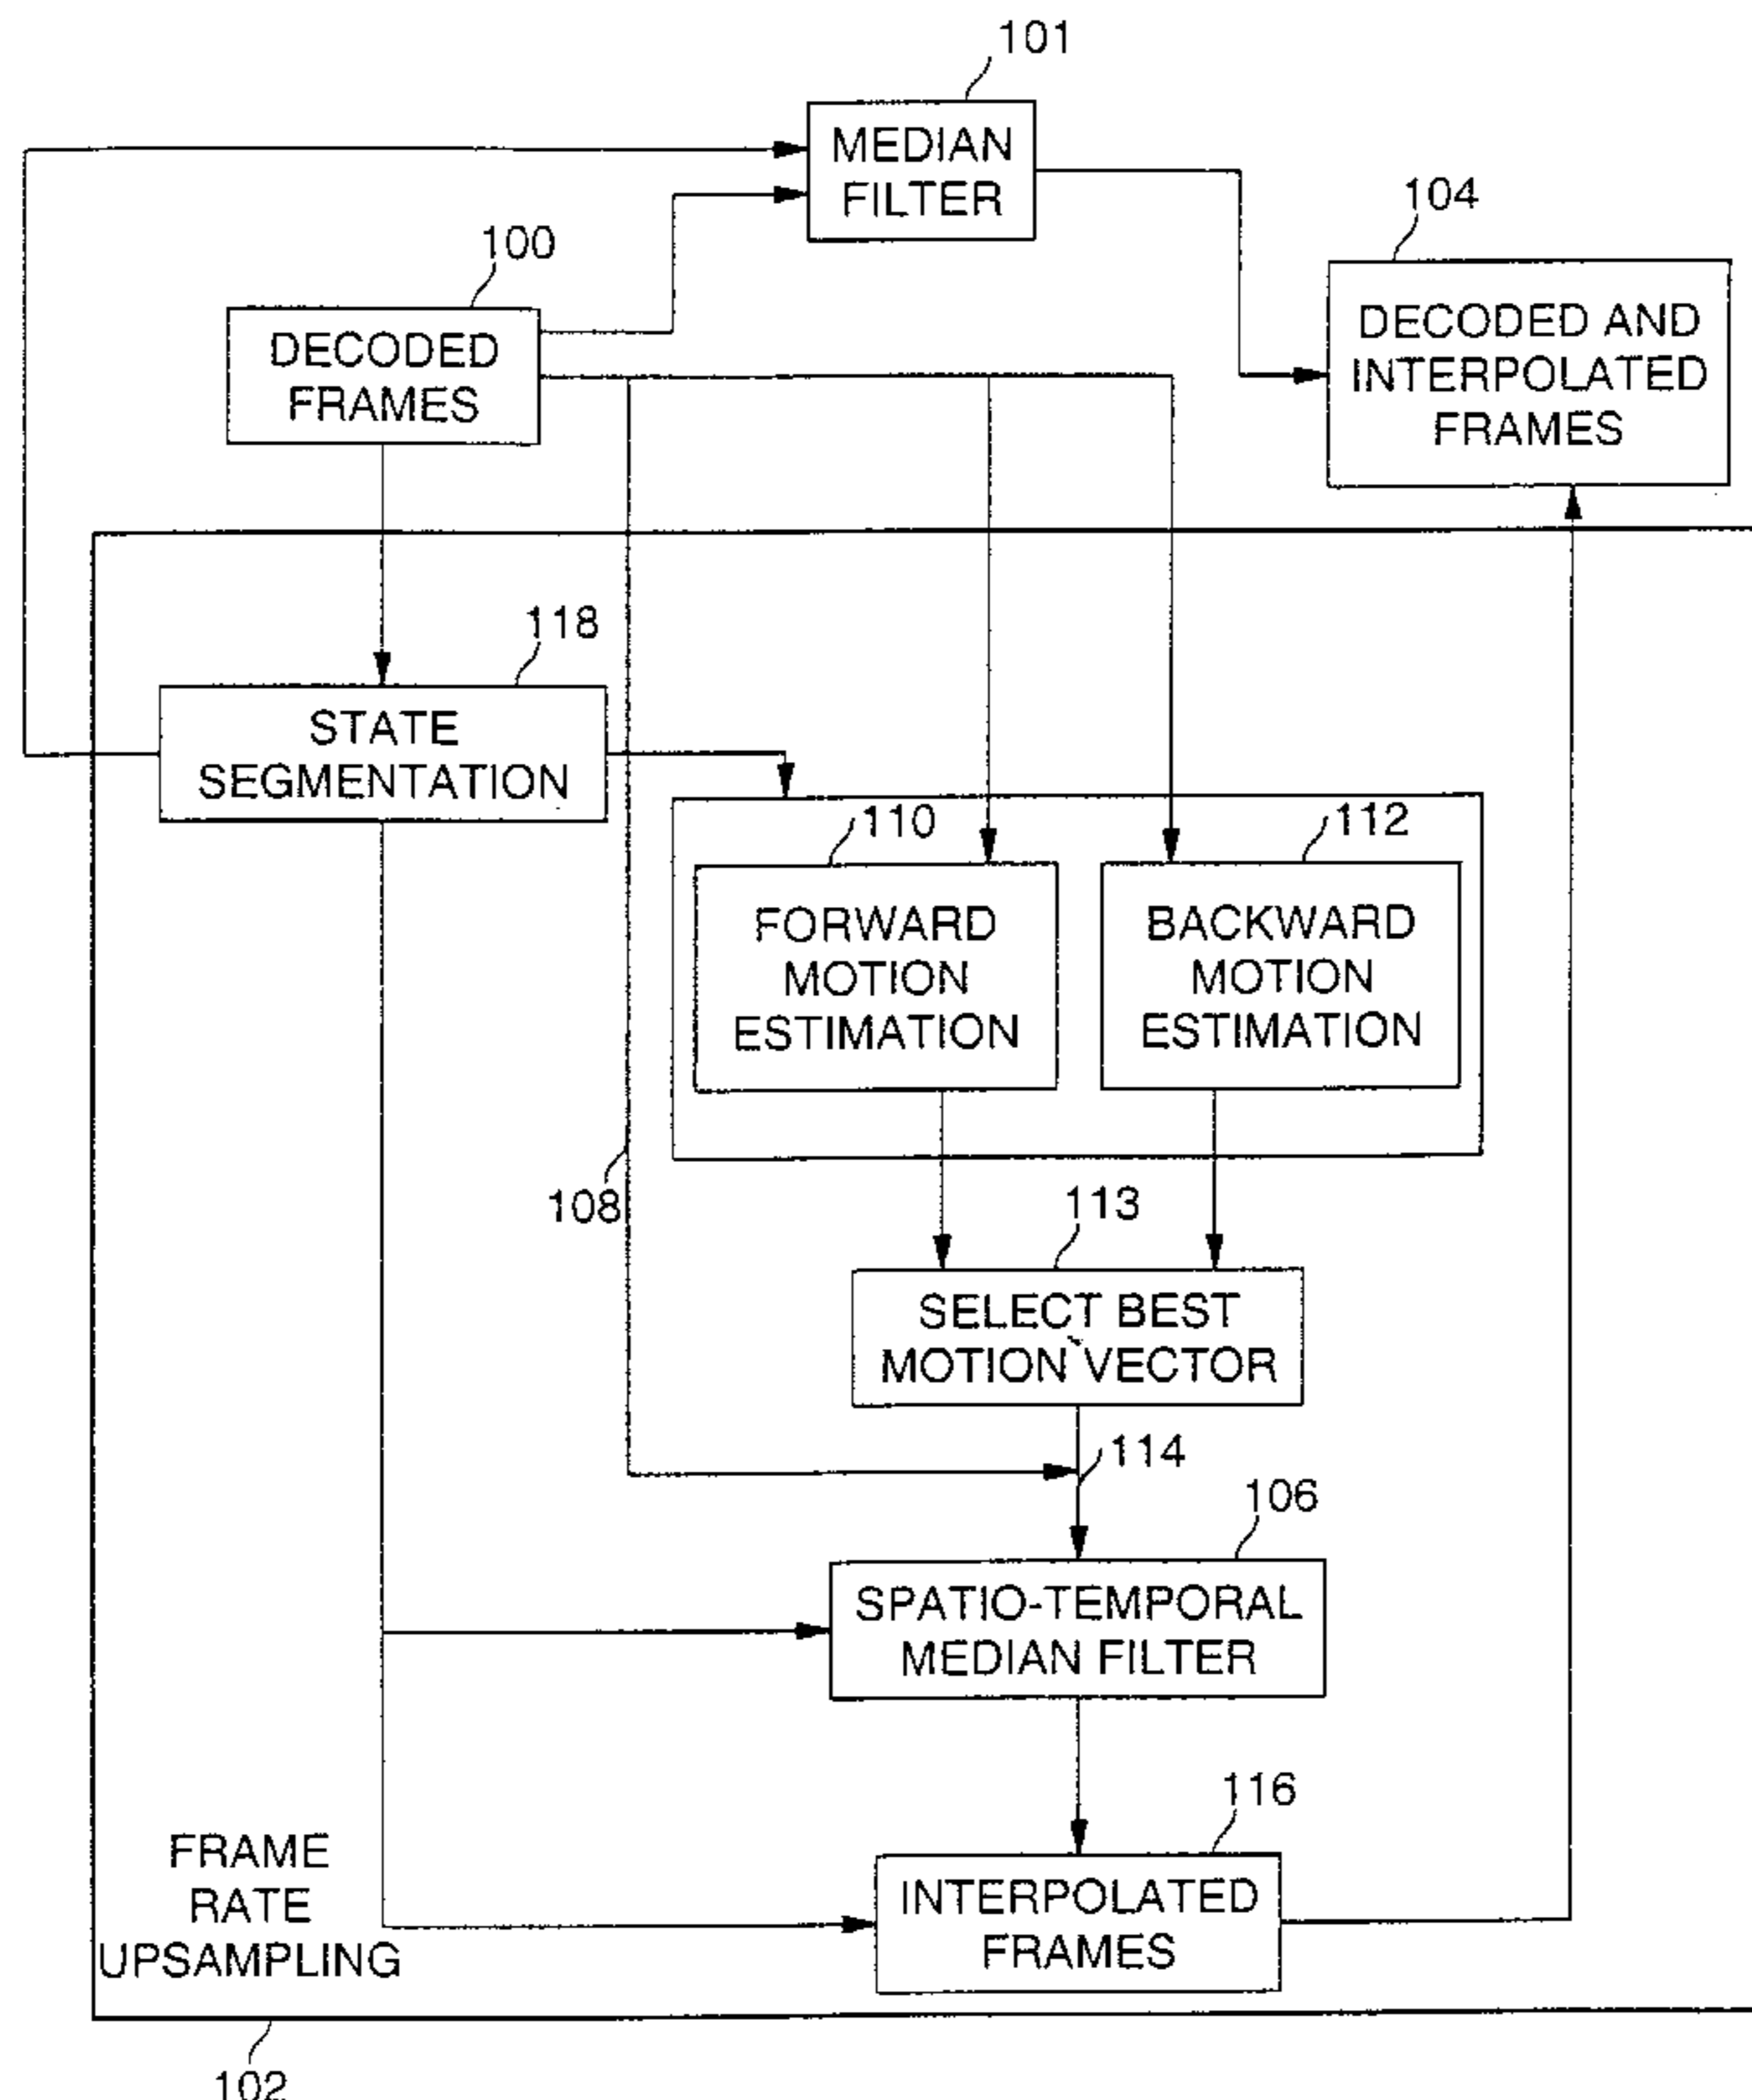 101
MEDIAN
FILTER
104
100
DECODED
FRAMES
DECODED AND
INTERPOLATED
FRAMES
118
STATE
SEGMENTATION
110
112
FORWARD
MOTION
ESTIMATION
BACKWARD
MOTION
ESTIMATION
108
113
SELECT BEST
MOTION VECTOR
114
106
SPATIO-TEMPORAL
MEDIAN FILTER
116
INTERPOLATED
FRAMES
FRAME
RATE
UPSAMPLING
102